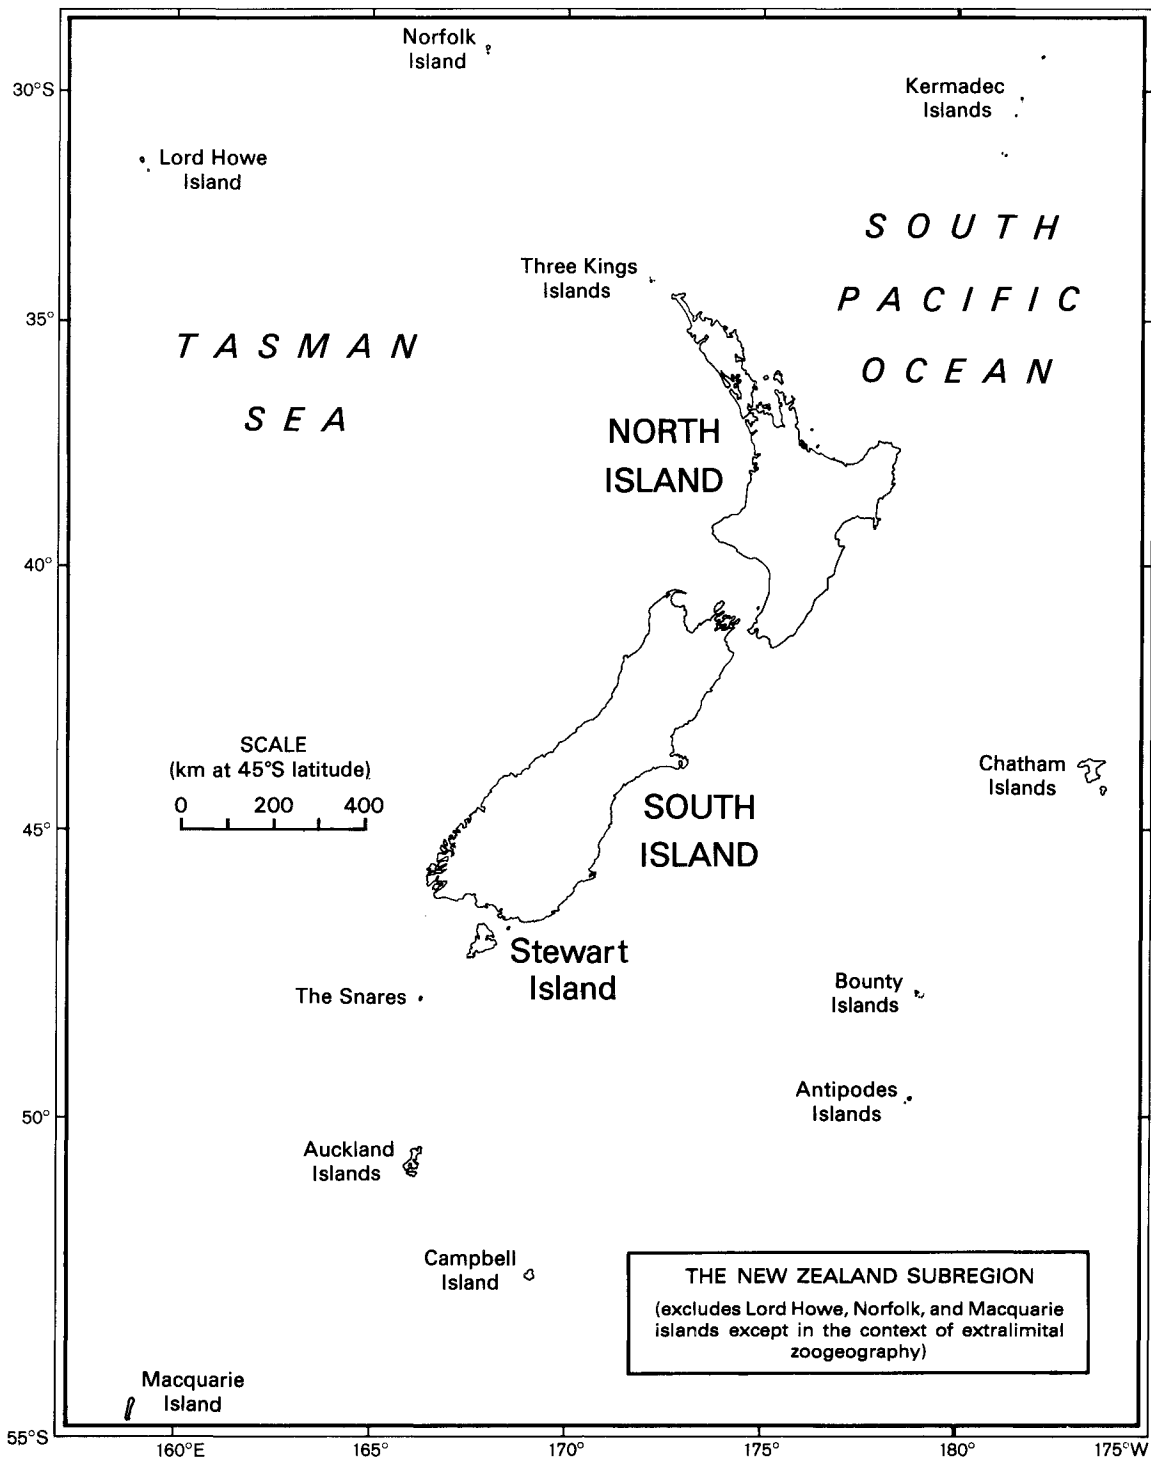 Norfolk
Island
30°S
Kermadec
Islands
Lord Howe
Island
SOUTH
PACIFIC
OCEAN
Three Kings
Islands
35°
TASMAN
SEA
NORTH
ISLAND
40°
SCALE
(km at 45°S latitude)
0 200 400
Chatham
Islands
45°
SOUTH
ISLAND
Stewart
Island
The Snares
Bounty
Islands
Antipodes
Islands
50°
Auckland
Islands
Campbell
Island
THE NEW ZEALAND SUBREGION
(excludes Lord Howe, Norfolk, and Macquarie
islands except in the context of extralimital
zoogeography)
Macquarie
Island
55°S
160°E 165° 170° 175° 180° 175°W